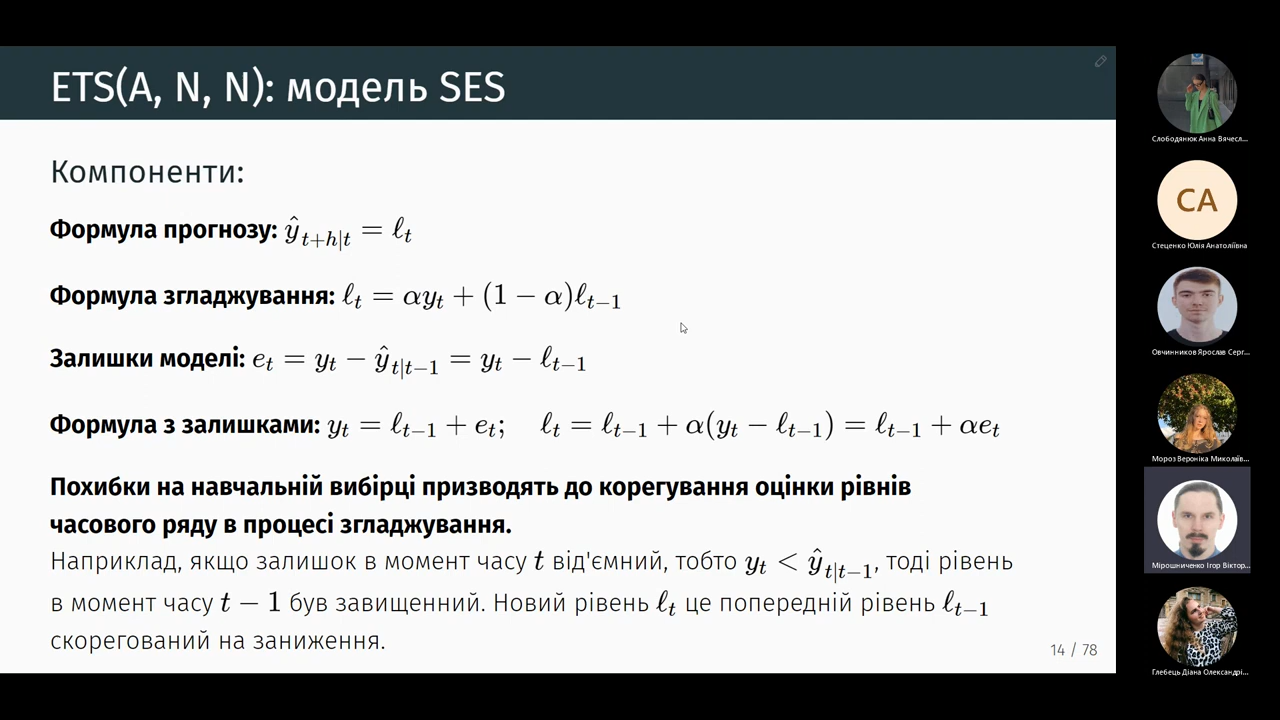 ETS(A, N, N): модель SES
Компоненти:
Формула прогнозу: ŷ_{t+h|t} = ℓ_t
Формула згладжування: ℓ_t = αy_t + (1 − α)ℓ_{t−1}
Залишки моделі: e_t = y_t − ŷ_{t|t−1} = y_t − ℓ_{t−1}
Формула з залишками: y_t = ℓ_{t−1} + e_t; ℓ_t = ℓ_{t−1} + α(y_t − ℓ_{t−1}) = ℓ_{t−1} + αe_t
Похибки на навчальній вибірці призводять до корегування оцінки рівнів
часового ряду в процесі згладжування.
Наприклад, якщо залишок в момент часу t від'ємний, тобто y_t < ŷ_{t|t−1}, тоді рівень
в момент часу t − 1 був завищенний. Новий рівень ℓ_t це попередній рівень ℓ_{t−1}
скорегований на заниження.
14 / 78
Слободянюк Анна Вячесл...
СА
Стеценко Юлія Анатоліївна
Овчинников Ярослав Серг...
Мороз Вероніка Миколаїв...
Мірошниченко Ігор Віктор...
Глебець Діана Олександрі...